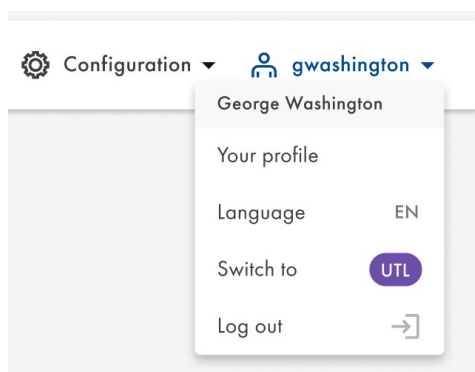 Configuration gwashington
George Washington
Your profile
Language EN
Switch to UTL
Log out